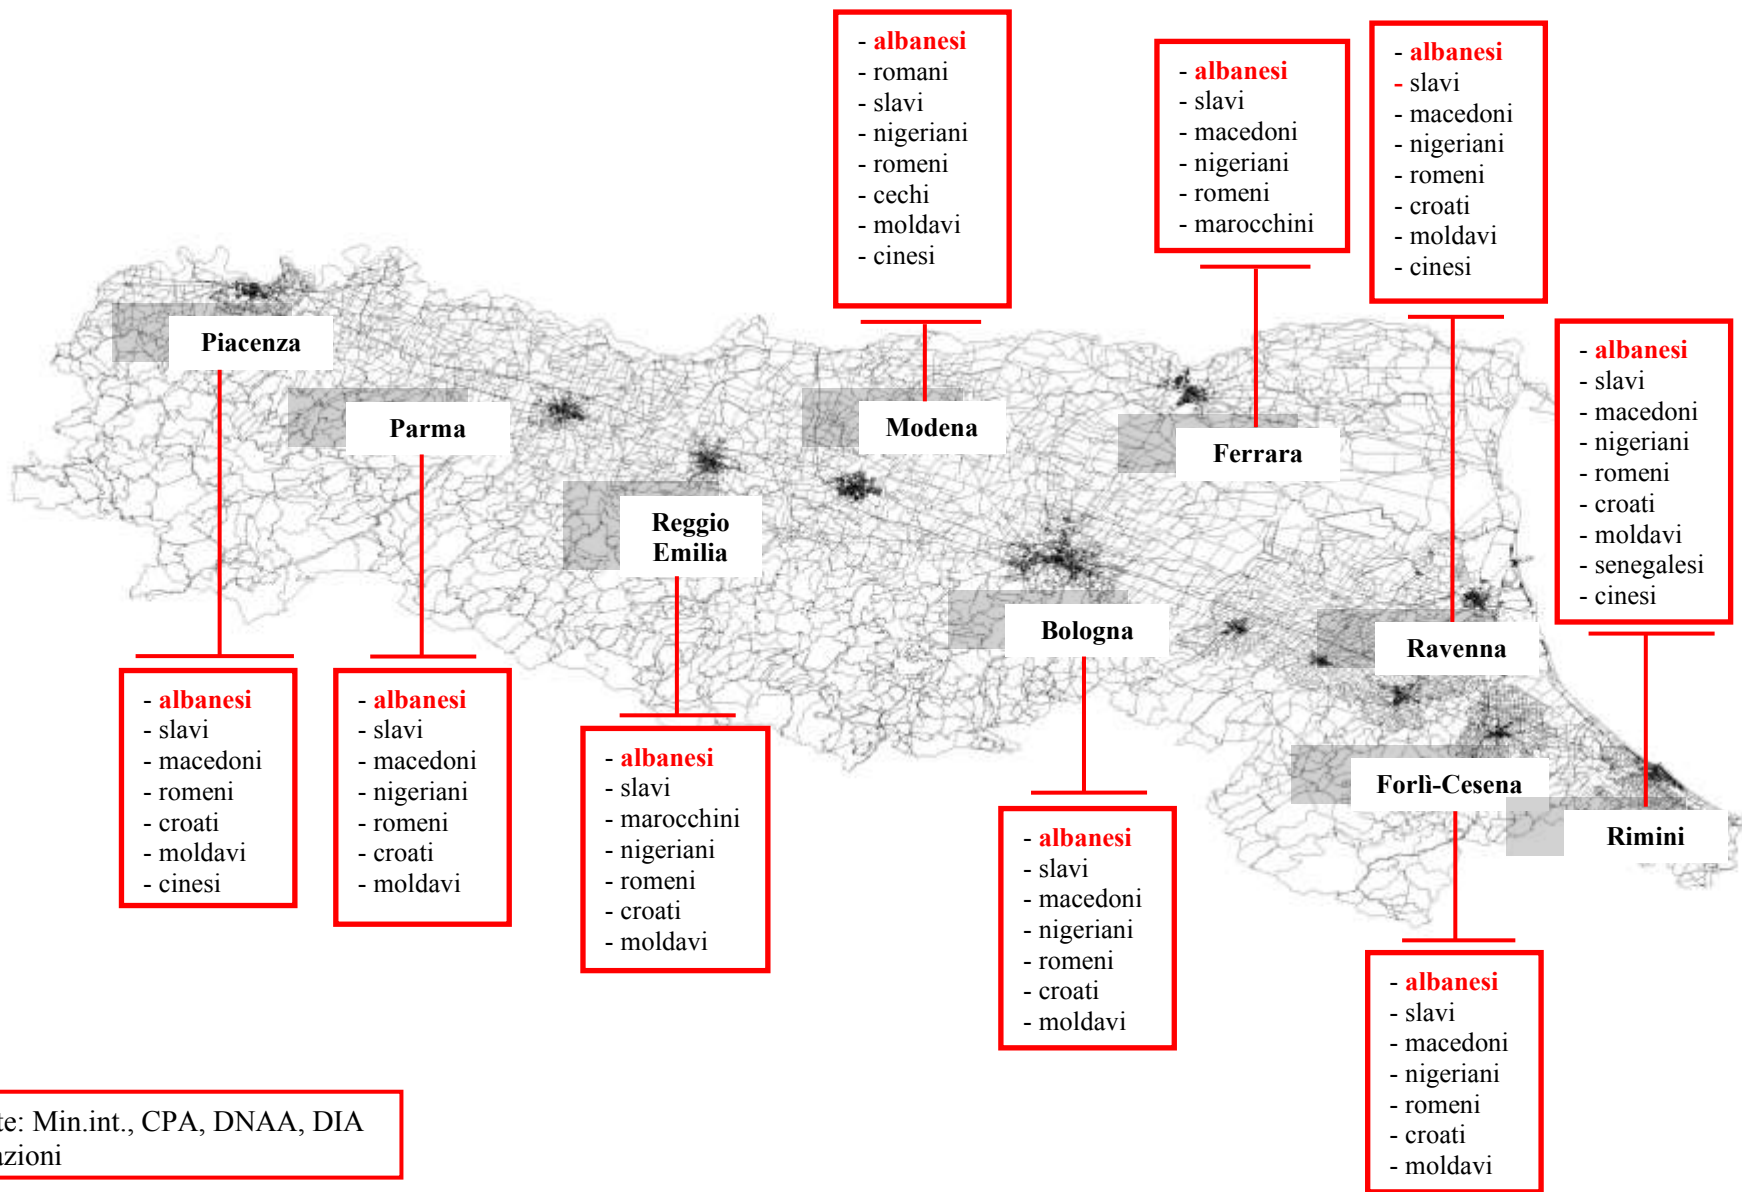 - albanesi
- romani
- slavi
- nigeriani
- romeni
- cechi
- moldavi
- cinesi
- albanesi
- slavi
- macedoni
- nigeriani
- romeni
- marocchini
- albanesi
- slavi
- macedoni
- nigeriani
- romeni
- croati
- moldavi
- cinesi
- albanesi
- slavi
- macedoni
- nigeriani
- romeni
- croati
- moldavi
- senegalesi
- cinesi
Piacenza
Parma
Reggio
Emilia
Modena
Ferrara
Bologna
Ravenna
Forlì-Cesena
Rimini
- albanesi
- slavi
- macedoni
- romeni
- croati
- moldavi
- cinesi
- albanesi
- slavi
- macedoni
- nigeriani
- romeni
- croati
- moldavi
- albanesi
- slavi
- marocchini
- nigeriani
- romeni
- croati
- moldavi
- albanesi
- slavi
- macedoni
- nigeriani
- romeni
- croati
- moldavi
- albanesi
- slavi
- macedoni
- nigeriani
- romeni
- croati
- moldavi
te: Min.int., CPA, DNAA, DIA
azioni